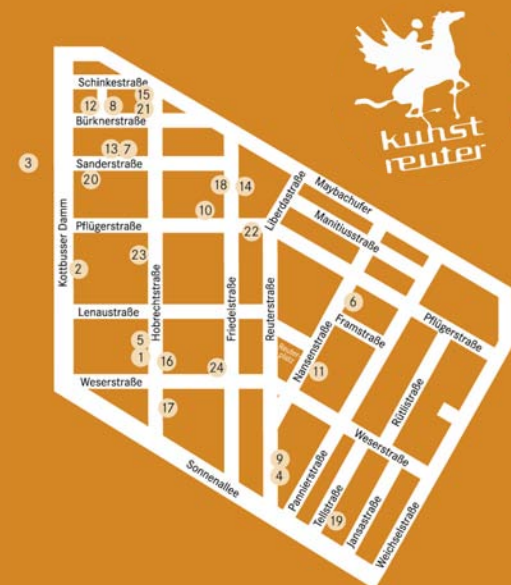 kunst
reuter
Schinkestraße
15
12
8
21
Bürknerstraße
13
7
3
Sanderstraße
20
18
14
Maybachufer
Liberdastraße
10
Manitiusstraße
Pflügerstraße
22
Kottbusser Damm
23
2
Hobrechtstraße
Friedelstraße
Reuterstraße
6
Lenaustraße
Framstraße
Pflügerstraße
5
1
16
24
Reuter
platz
Nansenstraße
11
Rütlistraße
Weserstraße
17
Weserstraße
9
4
Sonnenallee
Pannierstraße
Tellstraße
19
Jansastraße
Weichselstraße